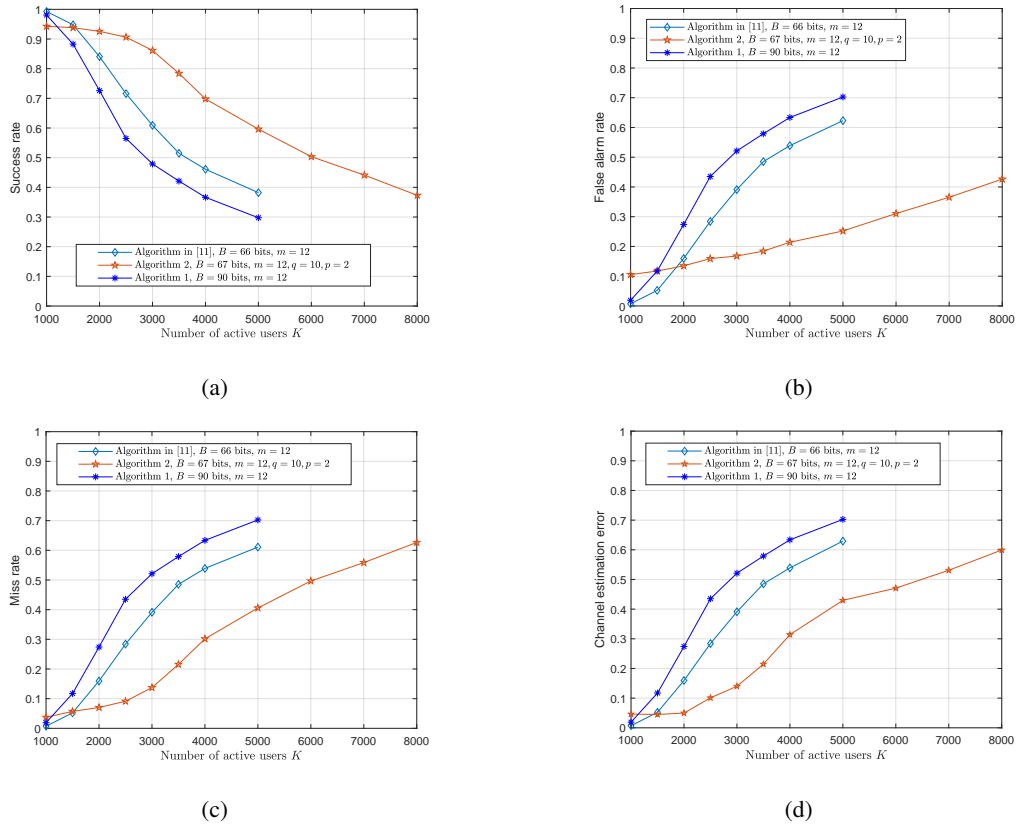 1
0.9
0.8
0.7
0.6
0.5
0.4
0.3
0.2
0.1
0
Success rate
Algorithm in [11], B = 66 bits, m = 12
Algorithm 2, B = 67 bits, m = 12, q = 10, p = 2
Algorithm 1, B = 90 bits, m = 12
1000 2000 3000 4000 5000 6000 7000 8000
Number of active users K
(a)
1
0.9
0.8
0.7
0.6
0.5
0.4
0.3
0.2
0.1
0
False alarm rate
Algorithm in [11], B = 66 bits, m = 12
Algorithm 2, B = 67 bits, m = 12, q = 10, p = 2
Algorithm 1, B = 90 bits, m = 12
1000 2000 3000 4000 5000 6000 7000 8000
Number of active users K
(b)
1
0.9
0.8
0.7
0.6
0.5
0.4
0.3
0.2
0.1
0
Miss rate
Algorithm in [11], B = 66 bits, m = 12
Algorithm 2, B = 67 bits, m = 12, q = 10, p = 2
Algorithm 1, B = 90 bits, m = 12
1000 2000 3000 4000 5000 6000 7000 8000
Number of active users K
(c)
1
0.9
0.8
0.7
0.6
0.5
0.4
0.3
0.2
0.1
0
Channel estimation error
Algorithm in [11], B = 66 bits, m = 12
Algorithm 2, B = 67 bits, m = 12, q = 10, p = 2
Algorithm 1, B = 90 bits, m = 12
1000 2000 3000 4000 5000 6000 7000 8000
Number of active users K
(d)